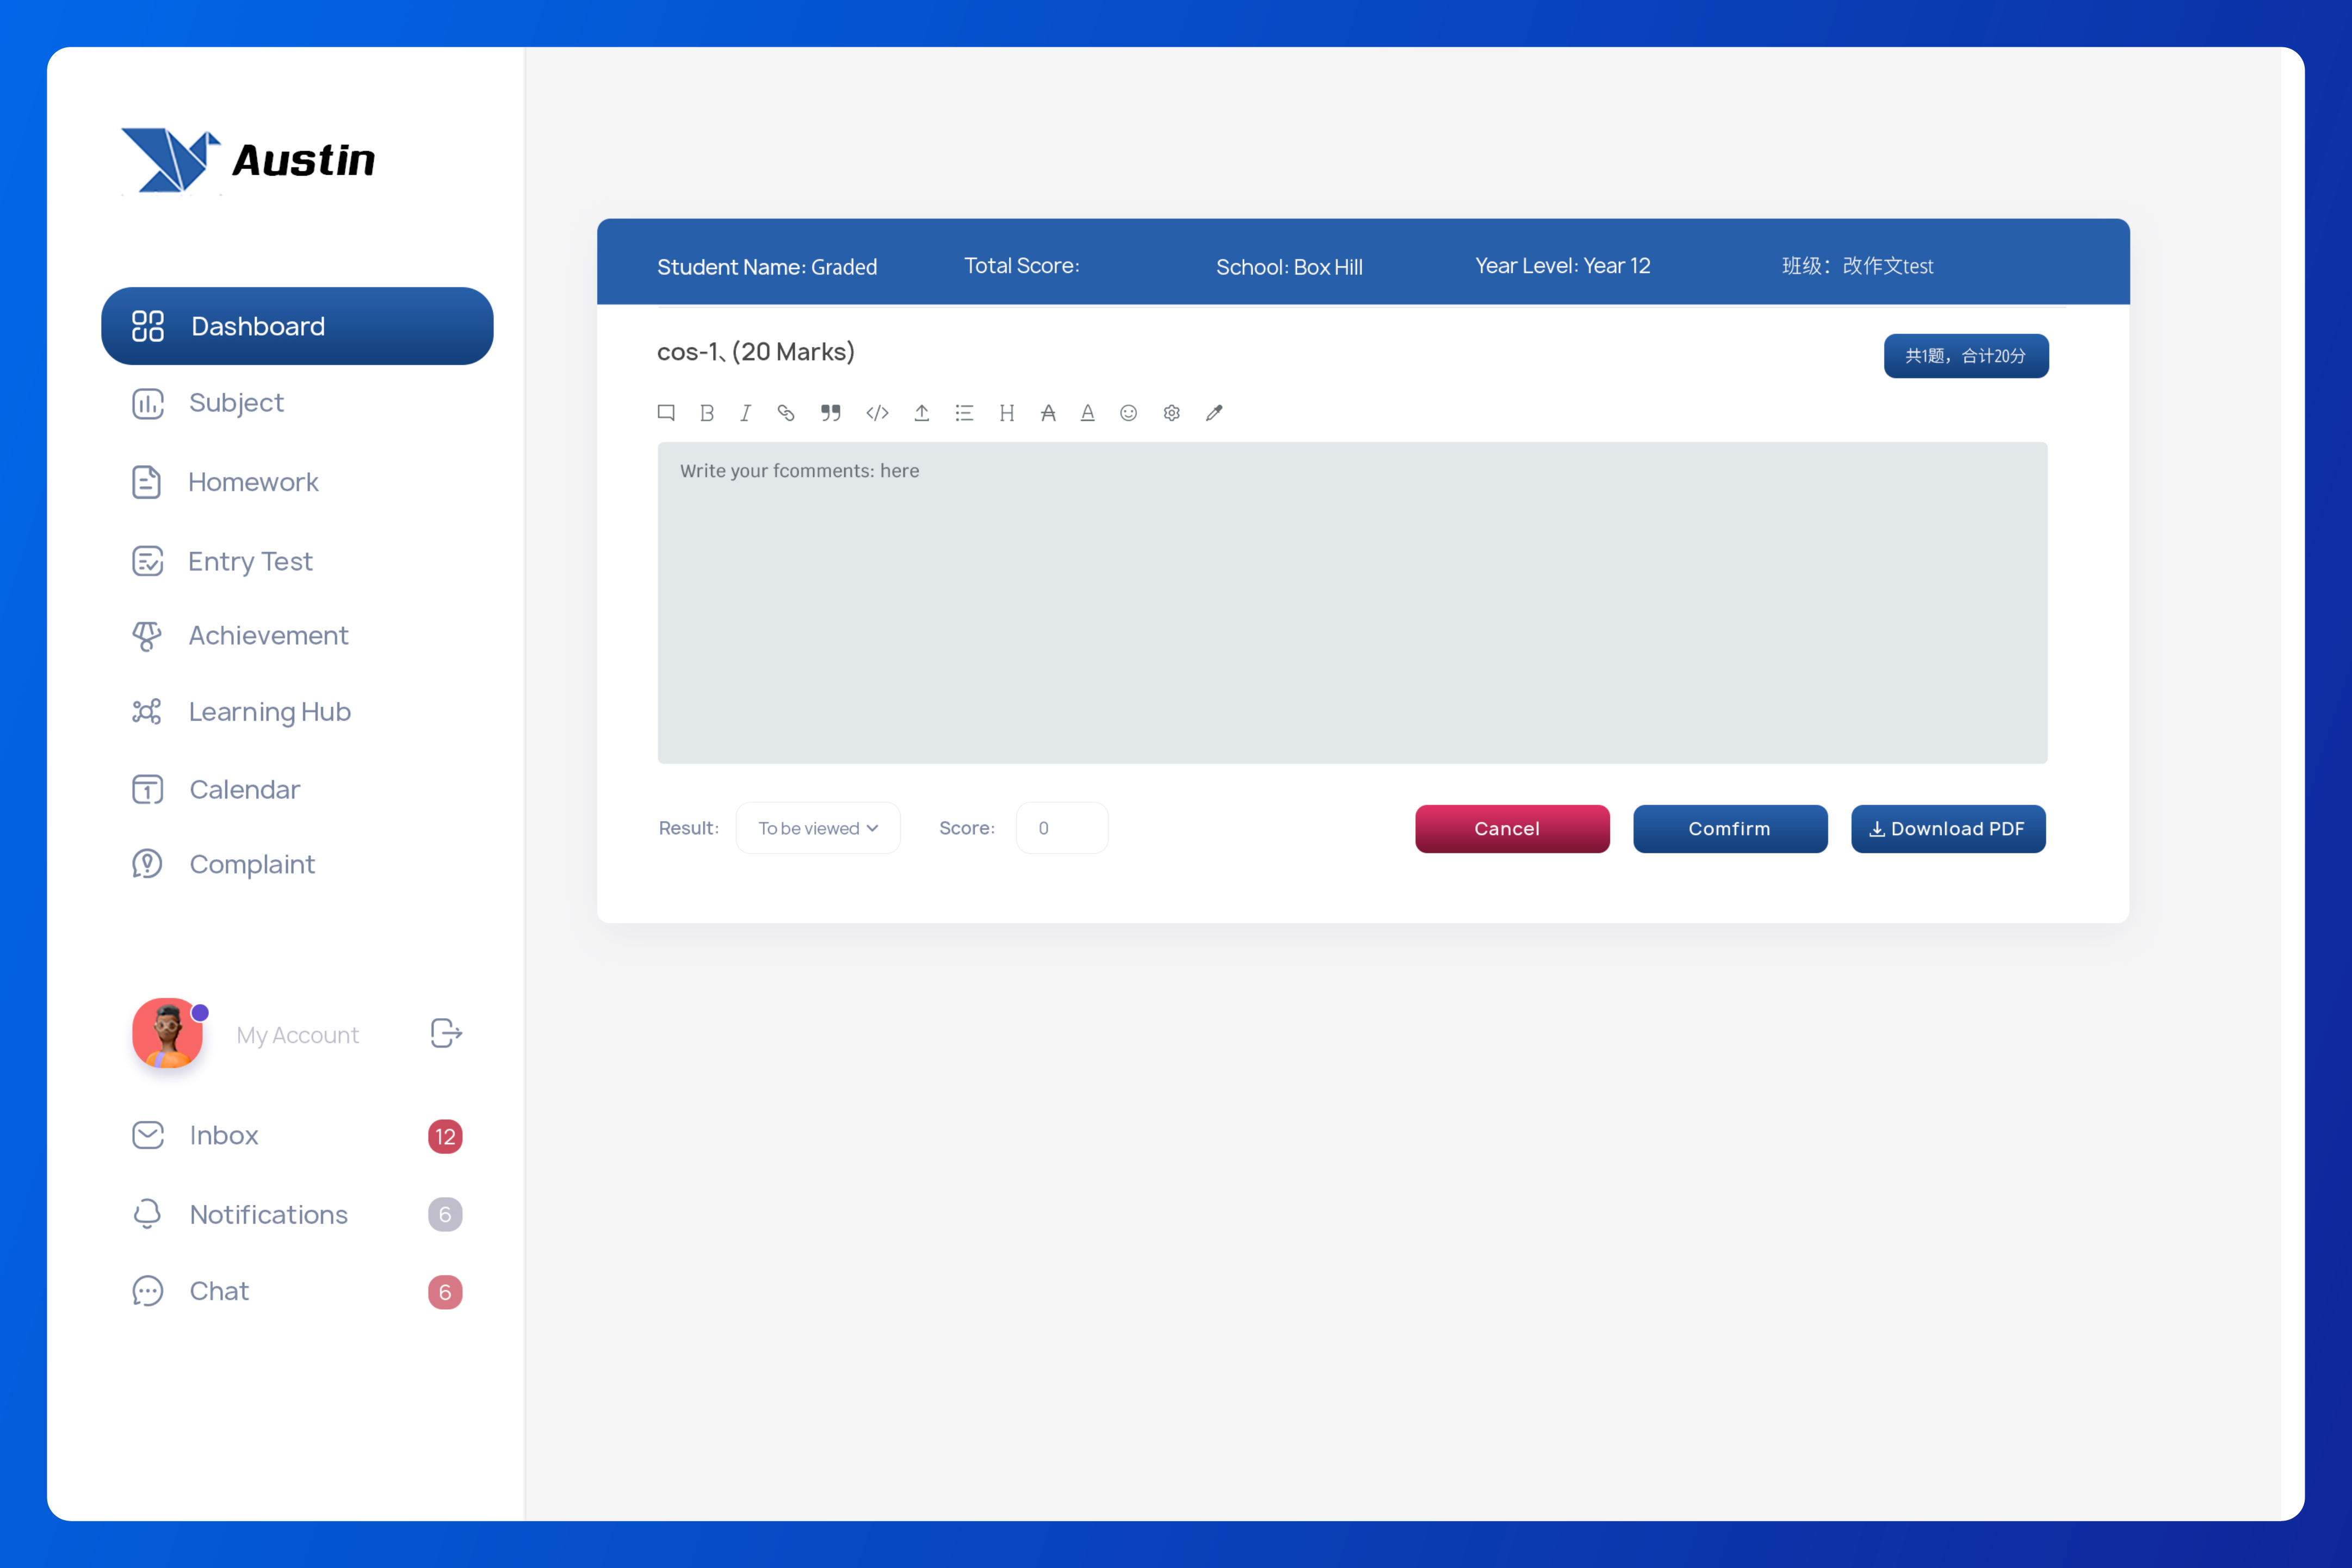 Austin
Dashboard
Subject
Homework
Entry Test
Achievement
Learning Hub
1
Calendar
Complaint
My Account
Inbox
12
Notifications
6
Chat
6
Student Name: Graded
Total Score:
School: Box Hill
Year Level: Year 12
班级：改作文test
cos-1、(20 Marks)
共1题，合计20分
B I </> H A A
Write your fcomments: here
Result:
To be viewed
Score:
0
Cancel
Comfirm
Download PDF